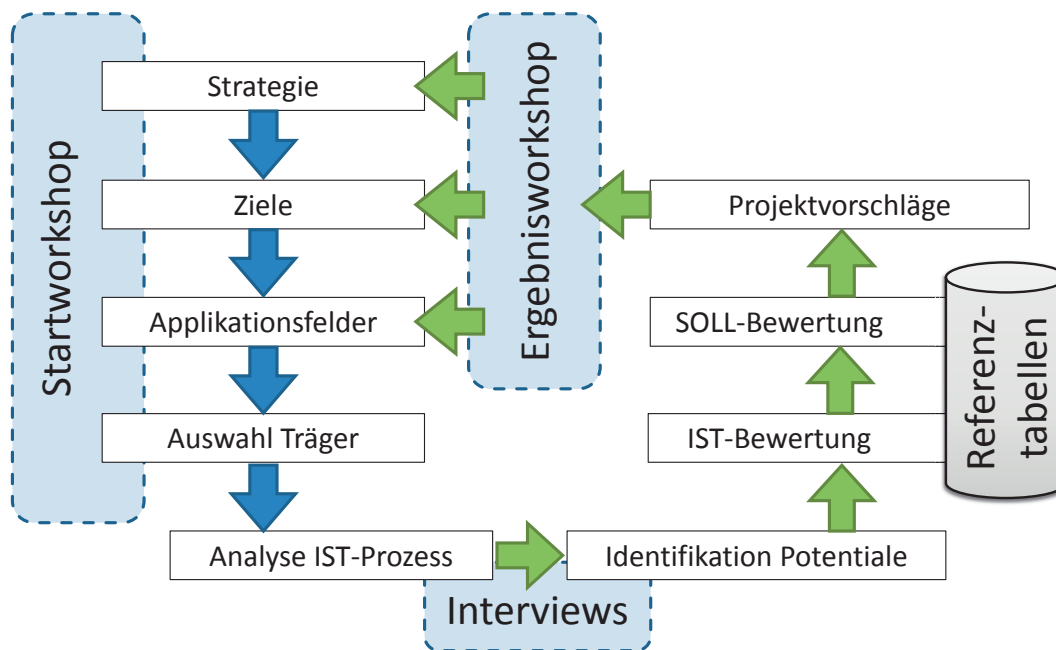 Startworkshop
Strategie
Ziele
Applikationsfelder
Auswahl Träger
Analyse IST-Prozess
Interviews
Identifikation Potentiale
IST-Bewertung
SOLL-Bewertung
Referenz-
tabellen
Projektvorschläge
Ergebnisworkshop